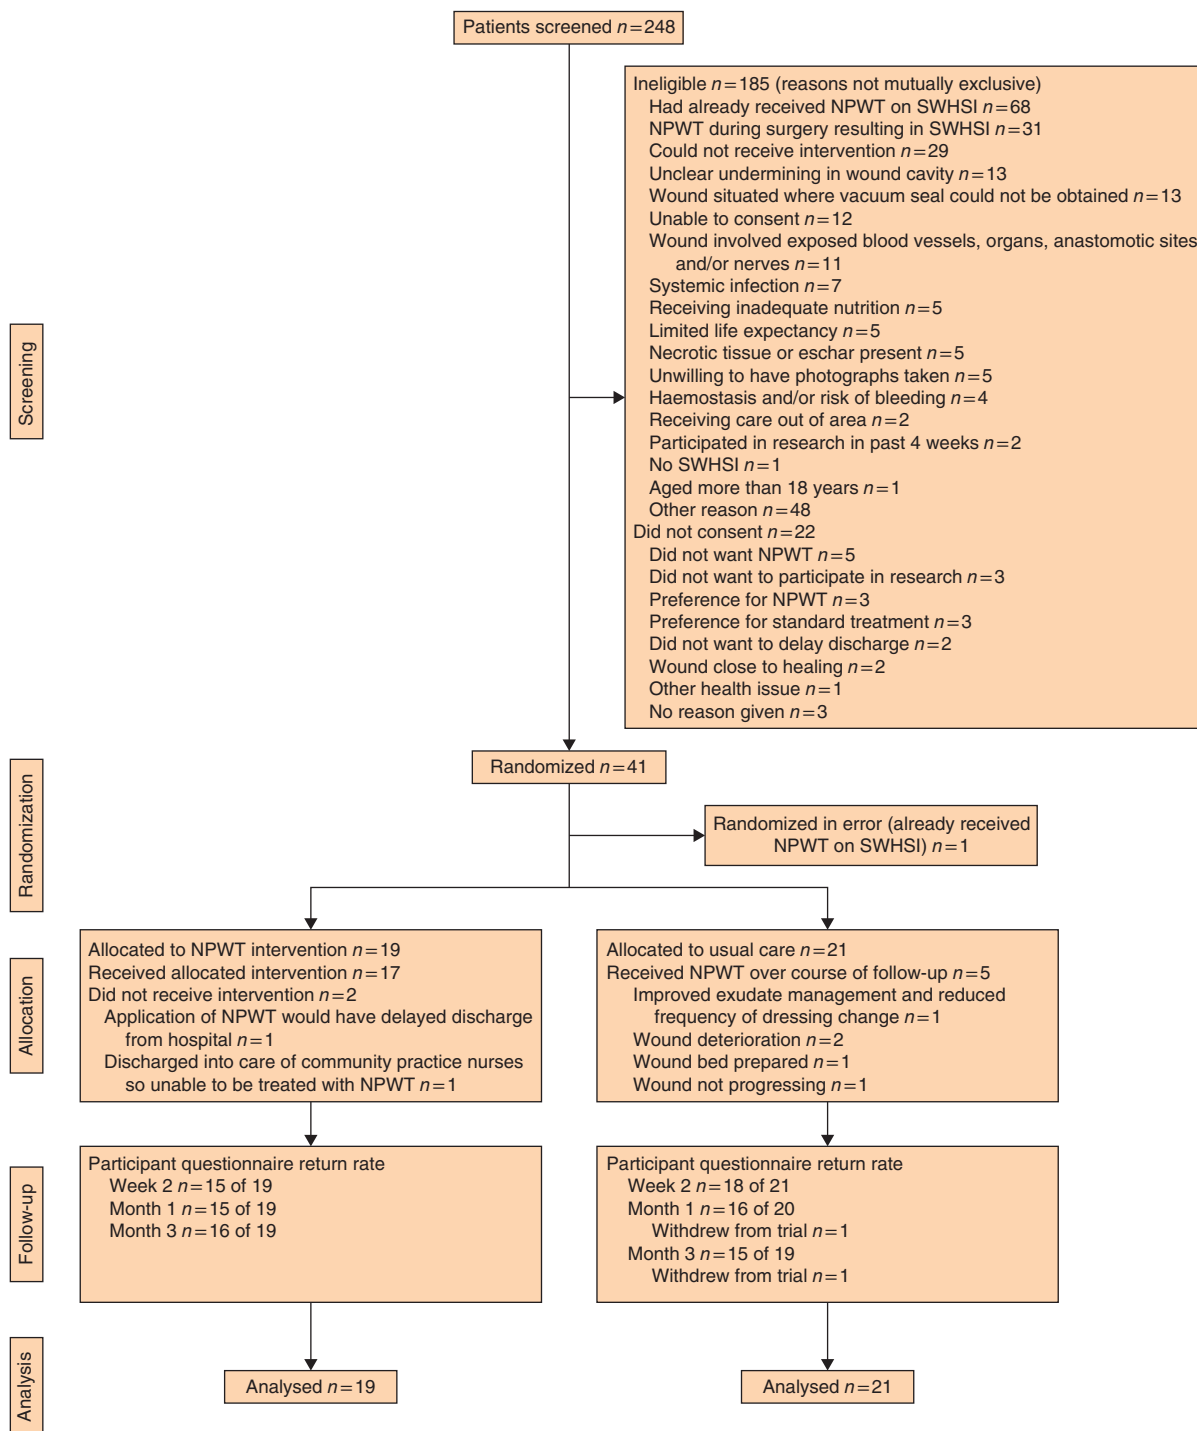 Patients screened n=248
Ineligible n=185 (reasons not mutually exclusive)
Had already received NPWT on SWHSI n=68
NPWT during surgery resulting in SWHSI n=31
Could not receive intervention n=29
Unclear undermining in wound cavity n=13
Wound situated where vacuum seal could not be obtained n=13
Unable to consent n=12
Wound involved exposed blood vessels, organs, anastomotic sites
and/or nerves n=11
Systemic infection n=7
Receiving inadequate nutrition n=5
Limited life expectancy n=5
Necrotic tissue or eschar present n=5
Unwilling to have photographs taken n=5
Haemostasis and/or risk of bleeding n=4
Receiving care out of area n=2
Participated in research in past 4 weeks n=2
No SWHSI n=1
Aged more than 18 years n=1
Other reason n=48
Did not consent n=22
Did not want NPWT n=5
Did not want to participate in research n=3
Preference for NPWT n=3
Preference for standard treatment n=3
Did not want to delay discharge n=2
Wound close to healing n=2
Other health issue n=1
No reason given n=3
Screening
Randomized n=41
Randomized in error (already received
NPWT on SWHSI) n=1
Randomization
Allocated to NPWT intervention n=19
Received allocated intervention n=17
Did not receive intervention n=2
Application of NPWT would have delayed discharge
from hospital n=1
Discharged into care of community practice nurses
so unable to be treated with NPWT n=1
Allocated to usual care n=21
Received NPWT over course of follow-up n=5
Improved exudate management and reduced
frequency of dressing change n=1
Wound deterioration n=2
Wound bed prepared n=1
Wound not progressing n=1
Allocation
Participant questionnaire return rate
Week 2 n=15 of 19
Month 1 n=15 of 19
Month 3 n=16 of 19
Participant questionnaire return rate
Week 2 n=18 of 21
Month 1 n=16 of 20
Withdrew from trial n=1
Month 3 n=15 of 19
Withdrew from trial n=1
Follow-up
Analysed n=19
Analysed n=21
Analysis